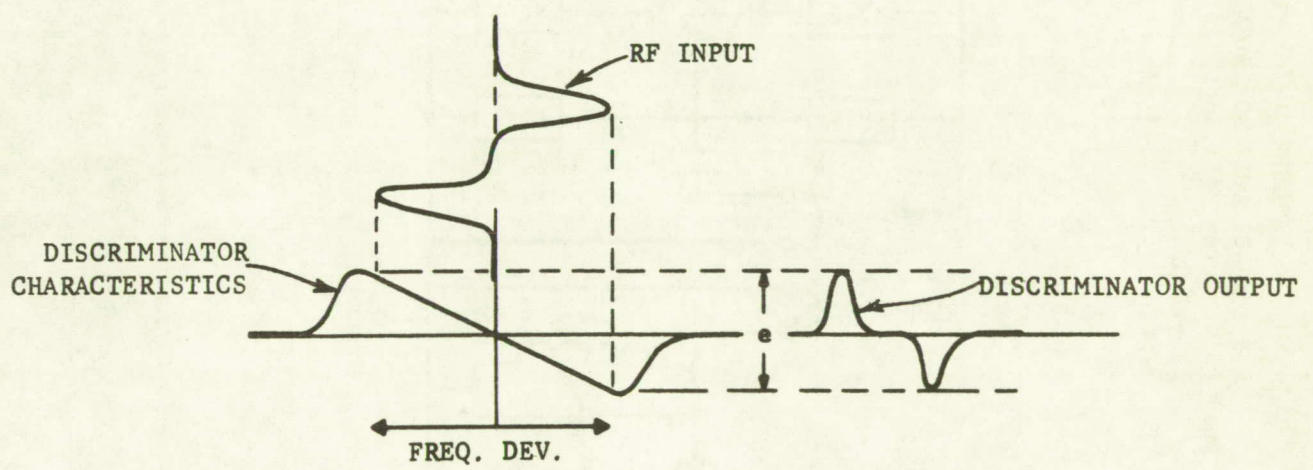 RF INPUT
DISCRIMINATOR
CHARACTERISTICS
DISCRIMINATOR OUTPUT
e
FREQ. DEV.